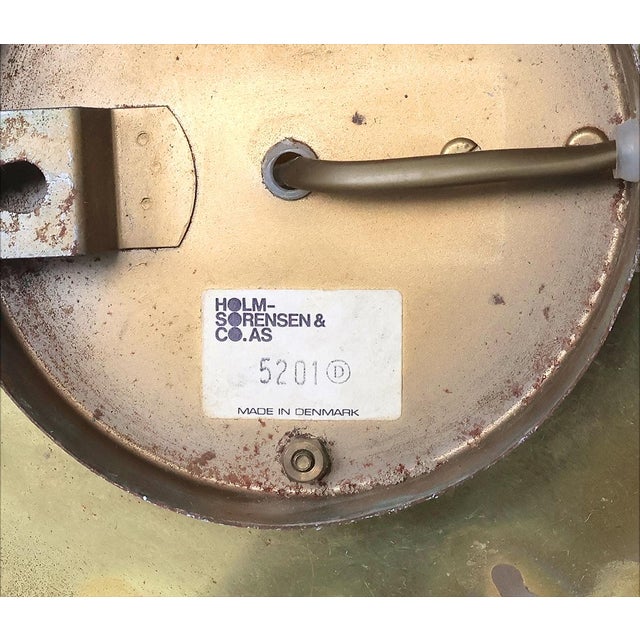 HOLM-
SORENSEN &
CO.AS
5201 Ⓓ
MADE IN DENMARK